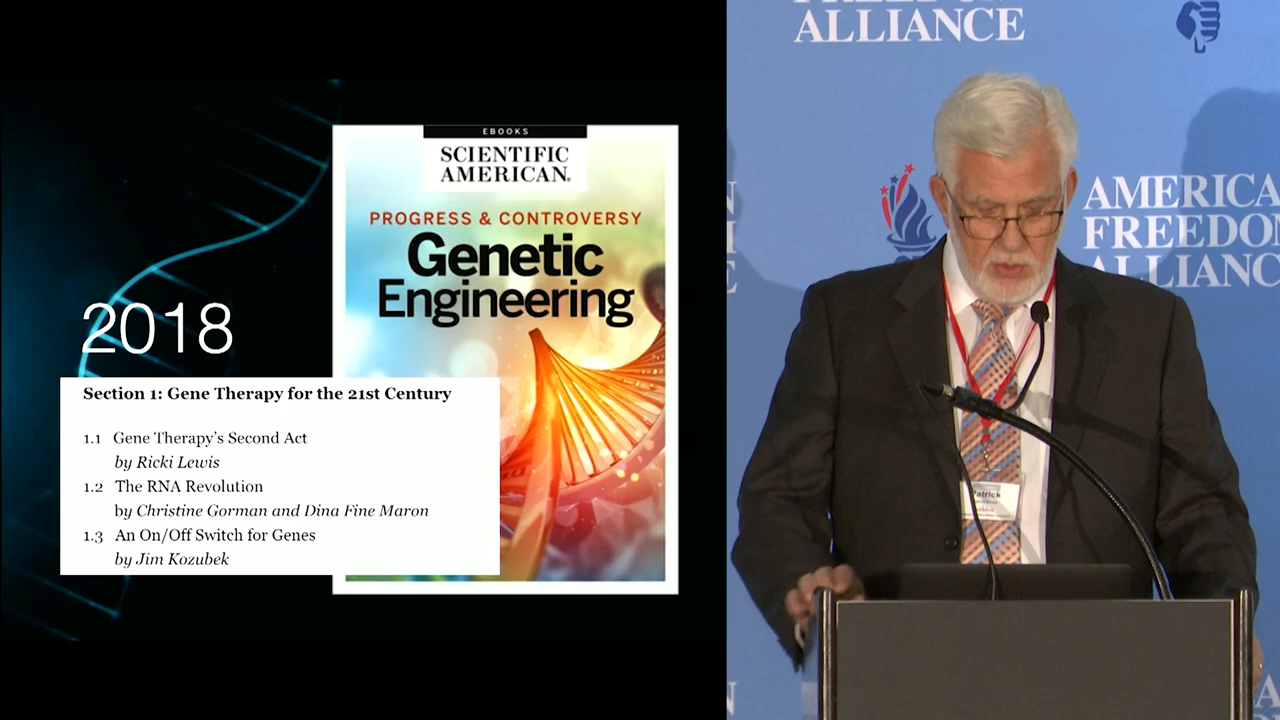 2018
EBOOKS
SCIENTIFIC
AMERICAN
PROGRESS & CONTROVERSY
Genetic
Engineering
Section 1: Gene Therapy for the 21st Century
1.1 Gene Therapy's Second Act
by Ricki Lewis
1.2 The RNA Revolution
by Christine Gorman and Dina Fine Maron
1.3 An On/Off Switch for Genes
by Jim Kozubek
ALLIANCE
AMERICA
FREEDO
ALLIANC
Patrick